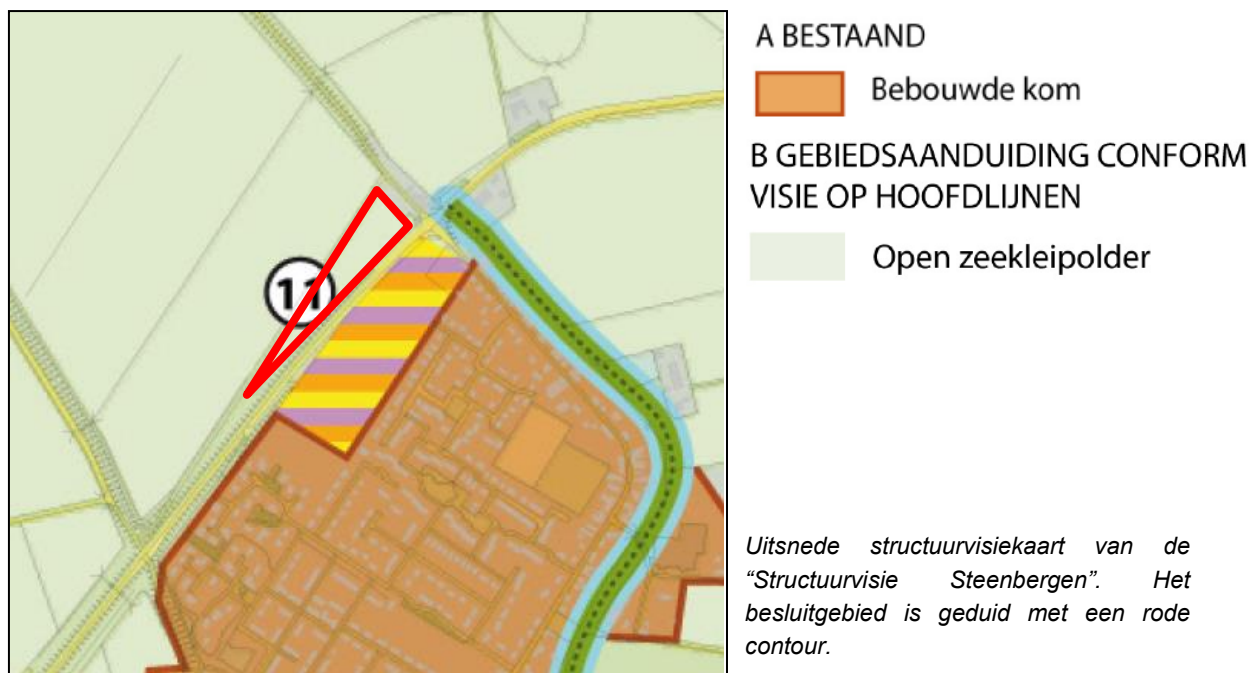 11
A BESTAAND
Bebouwde kom
B GEBIEDSAANDUIDING CONFORM
VISIE OP HOOFDLIJNEN
Open zeekleipolder
Uitsnede structuurvisiekaart van de
“Structuurvisie Steenbergen”. Het
besluitgebied is geduid met een rode
contour.